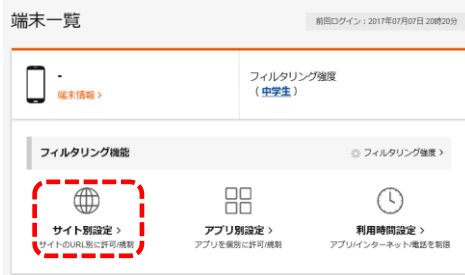 端末一覧
前回ログイン：2017年07月07日 20時20分
-
端末情報 >
フィルタリング強度
（中学生）
フィルタリング機能
フィルタリング強度 >
サイト別設定 >
サイトのURL別に許可/規制
アプリ別設定 >
アプリを個別に許可/規制
利用時間設定 >
アプリ/インターネット/電話を制限